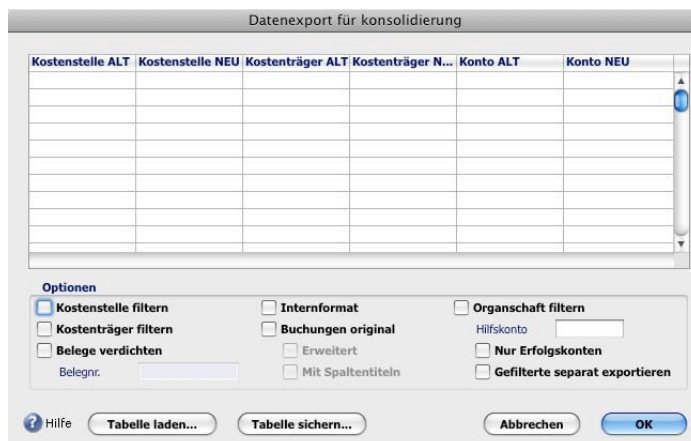 Datenexport für konsolidierung
Kostenstelle ALT Kostenstelle NEU Kostenträger ALT Kostenträger N... Konto ALT Konto NEU
Optionen
Kostenstelle filtern Internformat Organschaft filtern
Kostenträger filtern Buchungen original Hilfskonto
Belege verdichten Erweitert Nur Erfolgskonten
Belegnr. Mit Spaltentiteln Gefilterte separat exportieren
? Hilfe Tabelle laden... Tabelle sichern... Abbrechen OK